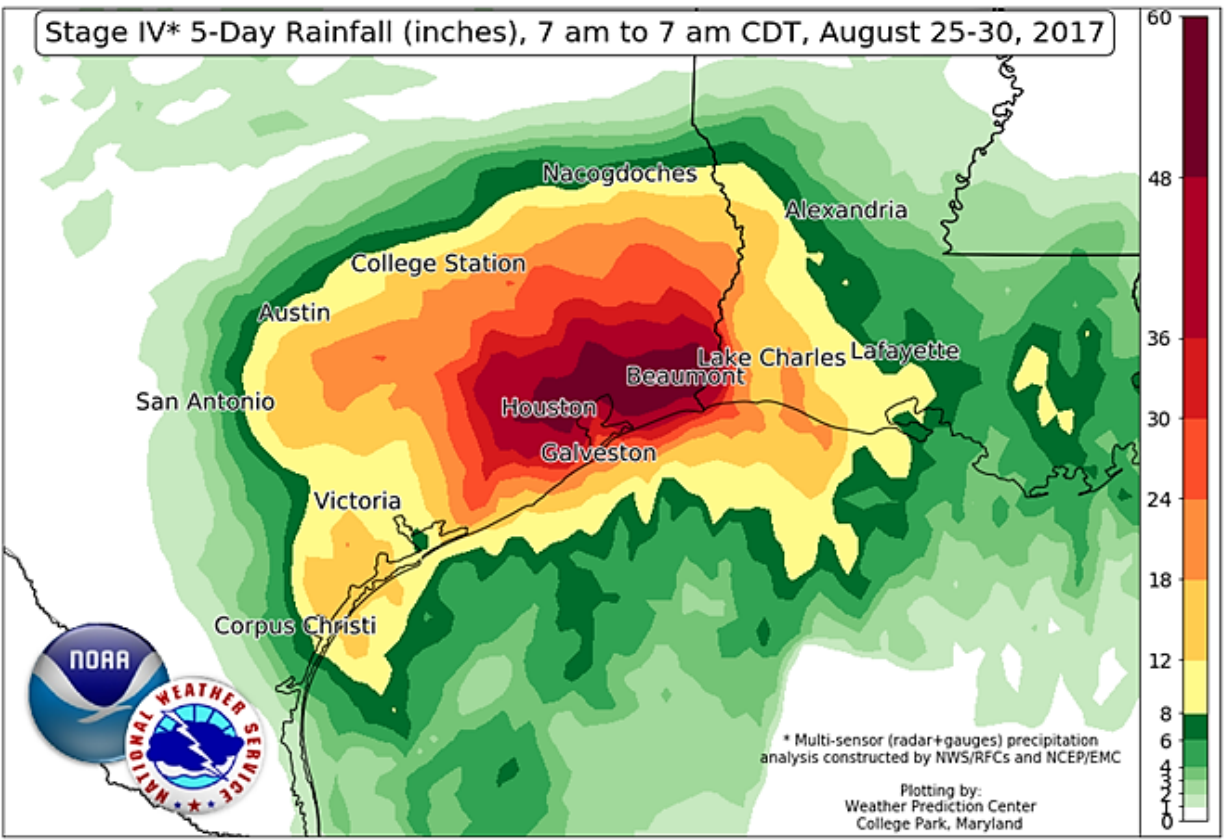 Stage IV* 5-Day Rainfall (inches), 7 am to 7 am CDT, August 25-30, 2017
60
48
36
30
24
18
12
8
6
4
3
2
1
0
Nacogdoches
Alexandria
College Station
Austin
Lake Charles
Lafayette
Beaumont
San Antonio
Houston
Galveston
Victoria
Corpus Christi
NOAA
NATIONAL WEATHER SERVICE
* Multi-sensor (radar+gauges) precipitation
analysis constructed by NWS/RFCs and NCEP/EMC
Plotting by:
Weather Prediction Center
College Park, Maryland